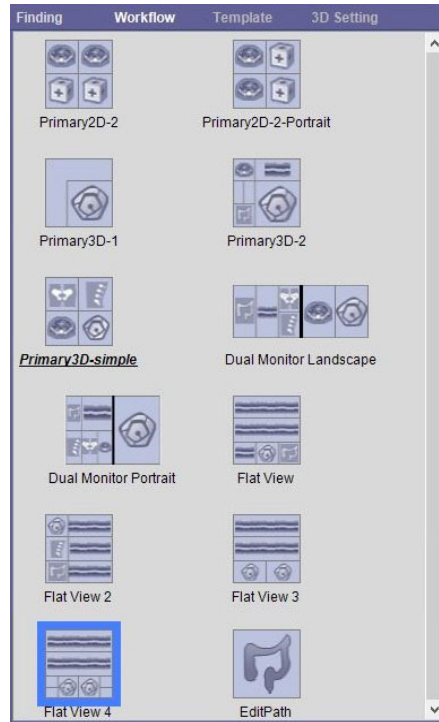 Finding Workflow Template 3D Setting
Primary2D-2 Primary2D-2-Portrait
Primary3D-1 Primary3D-2
Primary3D-simple Dual Monitor Landscape
Dual Monitor Portrait Flat View
Flat View 2 Flat View 3
Flat View 4 EditPath